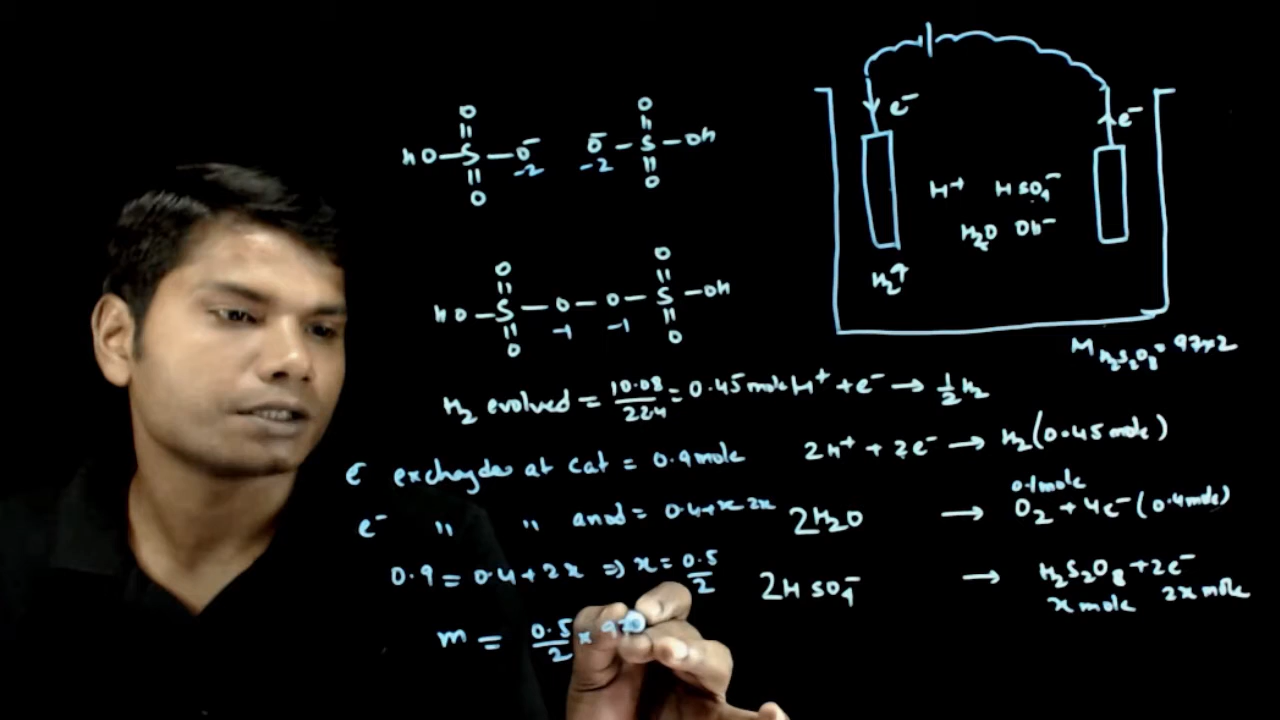 O O
|| ||
HO—S—O⁻ O⁻—S—OH
-2 -2
|| ||
O O
O O
|| ||
HO—S—O—O—S—OH
-1 -1
|| ||
O O
e⁻ e⁻
H⁺ HSO₄⁻
H₂O OH⁻
H₂↑
M H₂S₂O₈ = 97×2
H₂ evolved = 10.08/22.4 = 0.45 mole H⁺ + e⁻ → ½H₂
e⁻ exchagdes at cat = 0.9 mole 2H⁺ + 2e⁻ → H₂ (0.45 mole)
0.1 mole
e⁻ " " anod = 0.4+ 2x 2H₂O → O₂ + 4e⁻ (0.4 mole)
0.9 = 0.4 + 2x ⇒ x = 0.5/2 2HSO₄⁻ → H₂S₂O₈ + 2e⁻
x mole 2x mole
m = 0.5/2 × 97